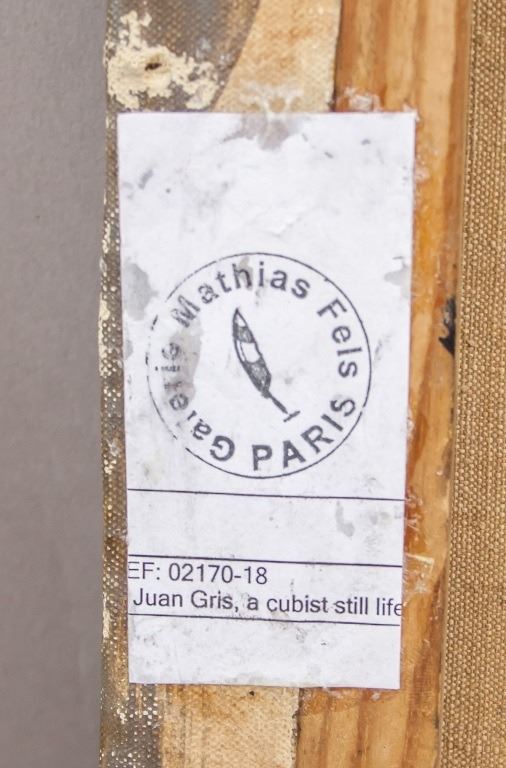 Galerie Mathias Fels
PARIS
EF: 02170-18
Juan Gris, a cubist still life